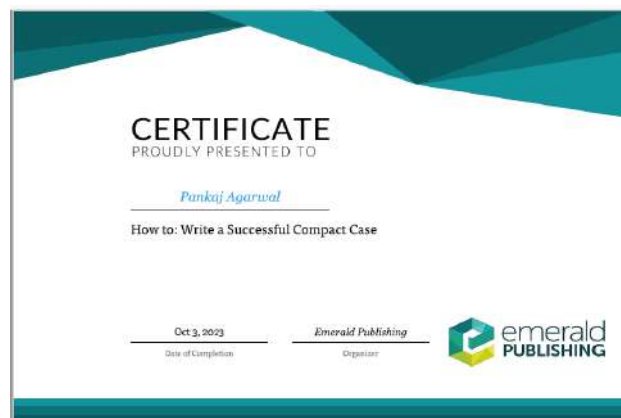 CERTIFICATE
PROUDLY PRESENTED TO
Pankaj Agarwal
How to: Write a Successful Compact Case
Oct 3, 2023
Emerald Publishing
Date of Completion
Organizer
emerald
PUBLISHING